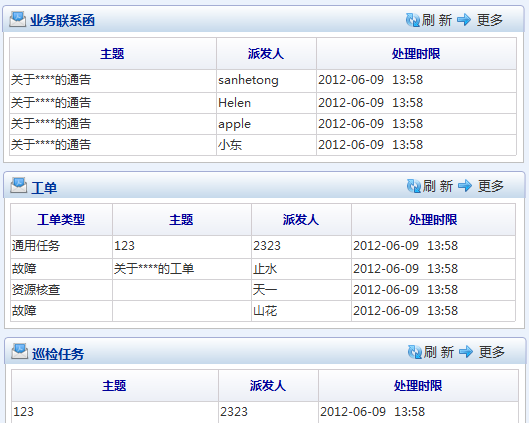 业务联系函 刷 新 更多
主题 派发人 处理时限
关于****的通告 sanhetong 2012-06-09 13:58
关于****的通告 Helen 2012-06-09 13:58
关于****的通告 apple 2012-06-09 13:58
关于****的通告 小东 2012-06-09 13:58
工单 刷 新 更多
工单类型 主题 派发人 处理时限
通用任务 123 2323 2012-06-09 13:58
故障 关于****的工单 止水 2012-06-09 13:58
资源核查 天一 2012-06-09 13:58
故障 山花 2012-06-09 13:58
巡检任务 刷 新 更多
主题 派发人 处理时限
123 2323 2012-06-09 13:58